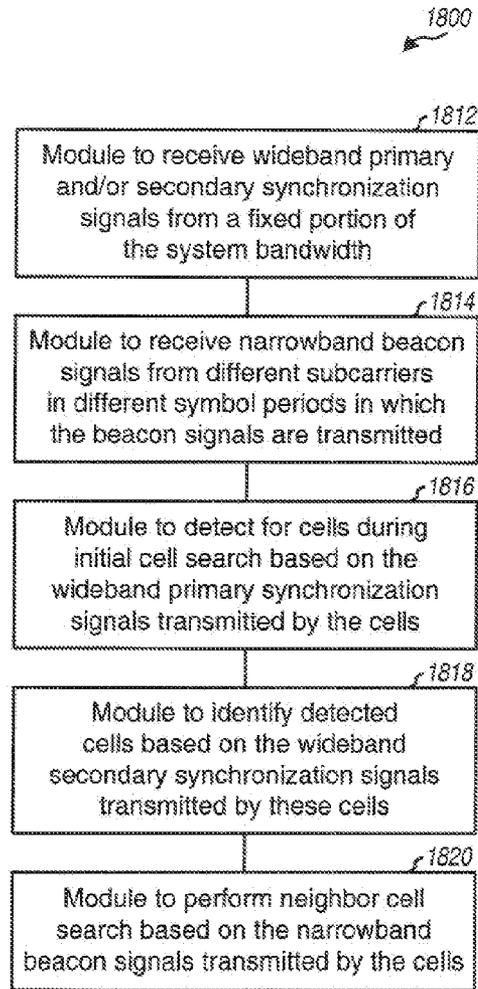 1800
1812
Module to receive wideband primary
and/or secondary synchronization
signals from a fixed portion of
the system bandwidth
1814
Module to receive narrowband beacon
signals from different subcarriers
in different symbol periods in which
the beacon signals are transmitted
1816
Module to detect for cells during
initial cell search based on the
wideband primary synchronization
signals transmitted by the cells
1818
Module to identify detected
cells based on the wideband
secondary synchronization signals
transmitted by these cells
1820
Module to perform neighbor cell
search based on the narrowband
beacon signals transmitted by the cells